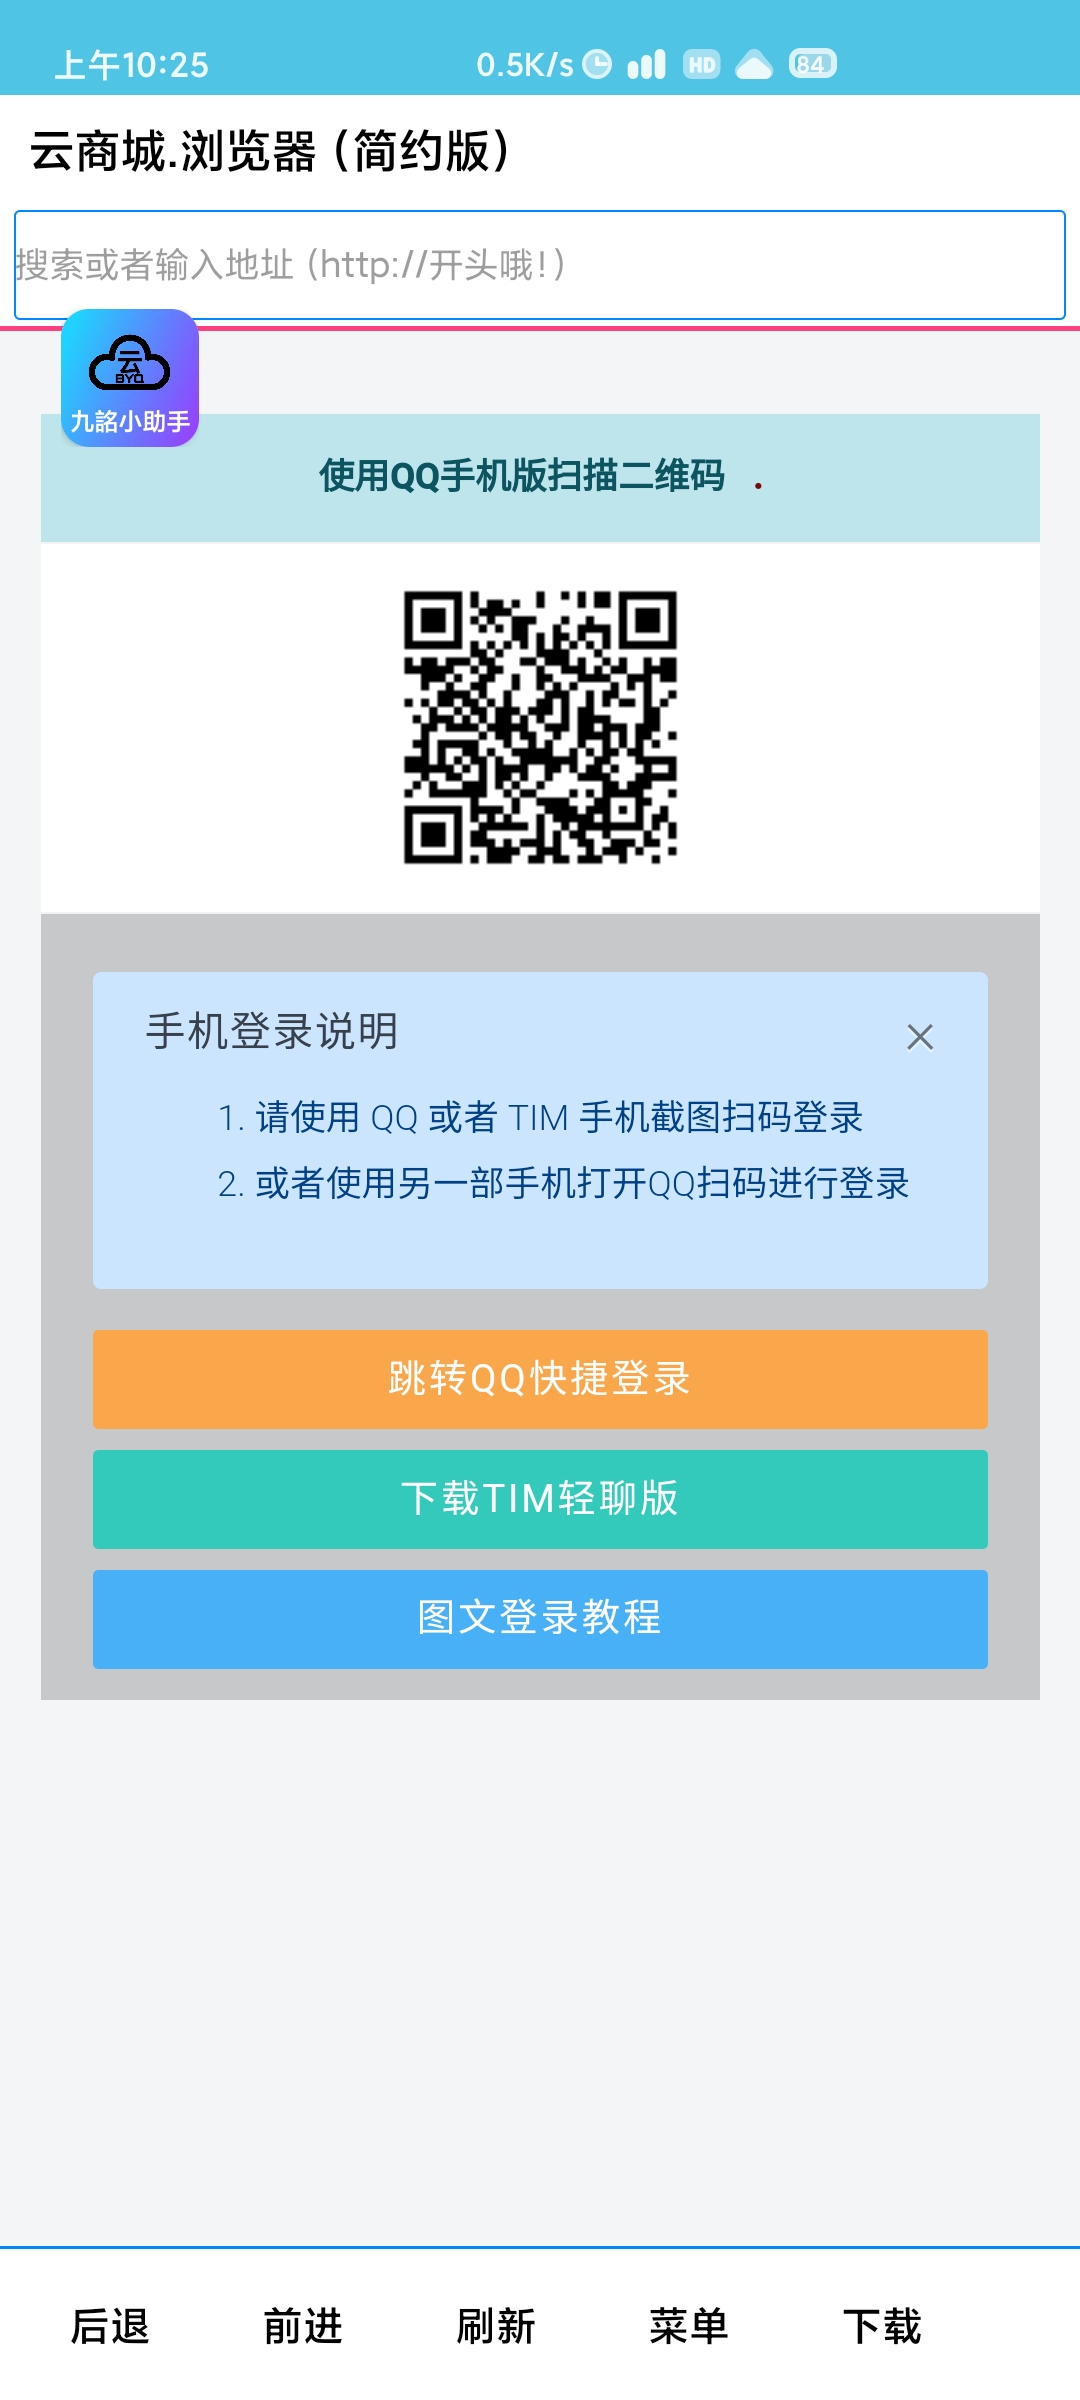 上午10:25
0.5K/s
HD
84
云商城.浏览器 (简约版)
搜索或者输入地址 (http://开头哦!)
云
BYQ
九詺小助手
使用QQ手机版扫描二维码 .
手机登录说明
1. 请使用 QQ 或者 TIM 手机截图扫码登录
2. 或者使用另一部手机打开QQ扫码进行登录
跳转QQ快捷登录
下载TIM轻聊版
图文登录教程
后退 前进 刷新 菜单 下载